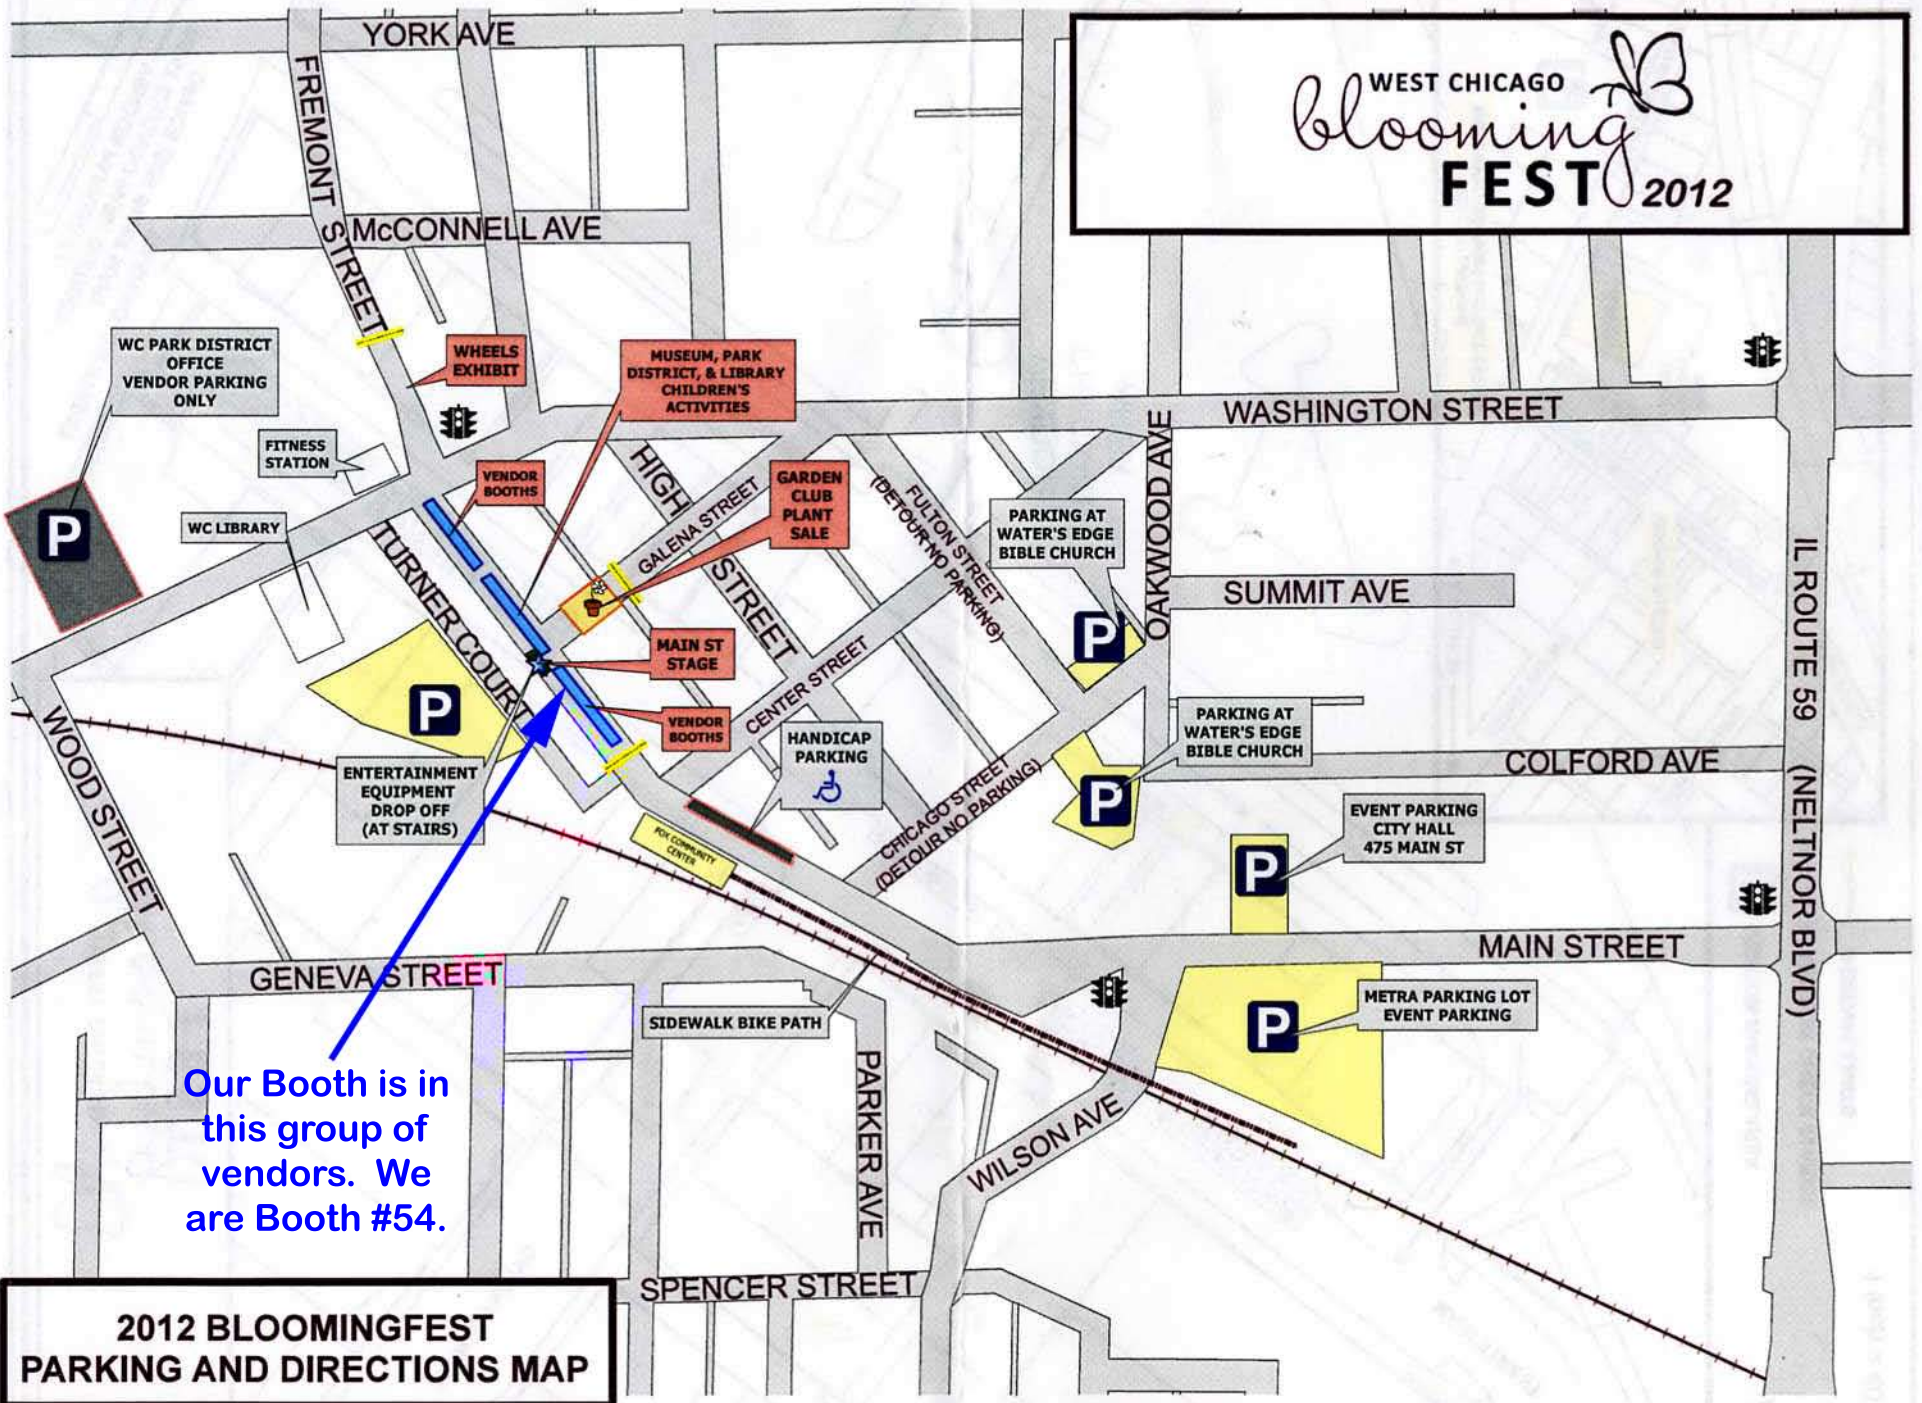 YORK AVE
WEST CHICAGO
blooming
FEST 2012
FREMONT STREET
McCONNELL AVE
WC PARK DISTRICT
OFFICE
VENDOR PARKING
ONLY
WHEELS
EXHIBIT
MUSEUM, PARK
DISTRICT, & LIBRARY
CHILDREN'S
ACTIVITIES
WASHINGTON STREET
FITNESS
STATION
VENDOR
BOOTHS
HIGH STREET
GALENA STREET
GARDEN
CLUB
PLANT
SALE
FULTON STREET
(DETOUR NO PARKING)
PARKING AT
WATER'S EDGE
BIBLE CHURCH
OAKWOOD AVE
P
WC LIBRARY
TURNER COURT
SUMMIT AVE
IL ROUTE 59 (NELTNOR BLVD)
P
MAIN ST
STAGE
CENTER STREET
P
VENDOR
BOOTHS
HANDICAP
PARKING
PARKING AT
WATER'S EDGE
BIBLE CHURCH
WOOD STREET
ENTERTAINMENT
EQUIPMENT
DROP OFF
(AT STAIRS)
COLFORD AVE
P
CHICAGO STREET
(DETOUR NO PARKING)
FOX COMMUNITY
CENTER
EVENT PARKING
CITY HALL
475 MAIN ST
P
MAIN STREET
GENEVA STREET
SIDEWALK BIKE PATH
METRA PARKING LOT
EVENT PARKING
P
PARKER AVE
WILSON AVE
Our Booth is in
this group of
vendors. We
are Booth #54.
SPENCER STREET
2012 BLOOMINGFEST
PARKING AND DIRECTIONS MAP